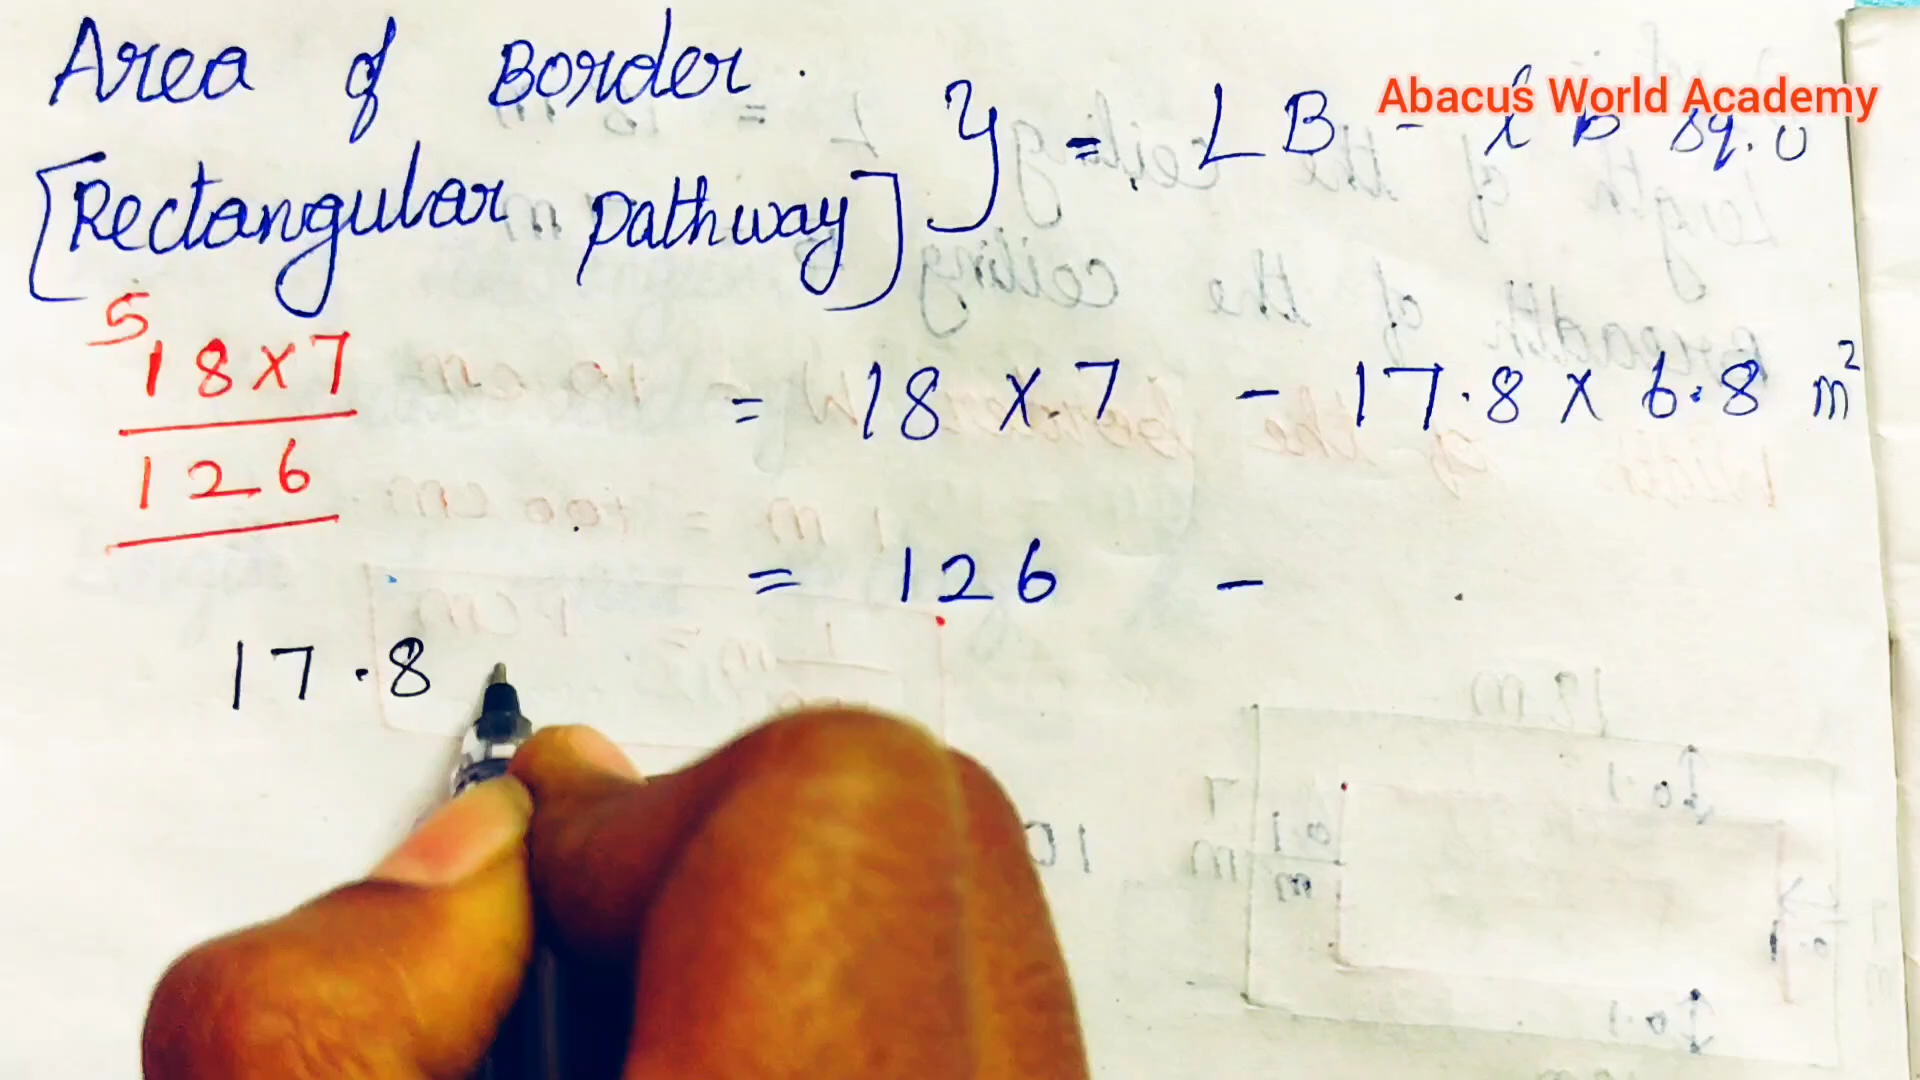 Area of Border
Abacus World Academy
[Rectangular pathway] } = LB - lb sq.u
5
18×7
126
= 18 × 7 - 17.8 × 6.8 m²
= 126 -
17.8